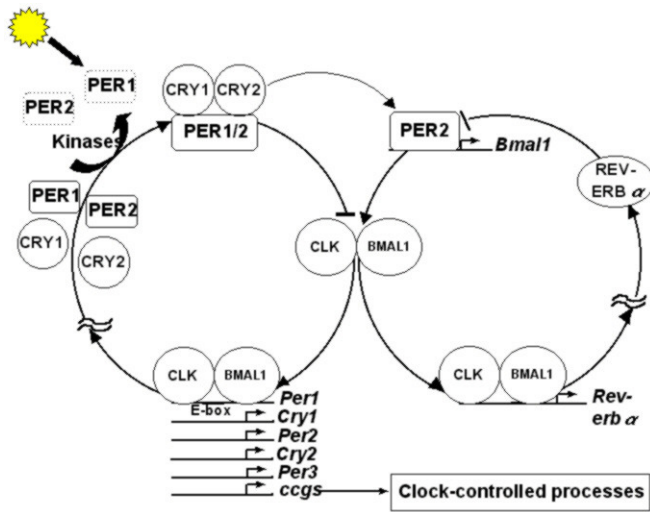 PER1
PER2
Kinases
CRY1 CRY2
PER1/2
PER2
Bmal1
REV-
ERB α
PER1
PER2
CRY1
CRY2
CLK
BMAL1
CLK
BMAL1
E-box
Per1
Cry1
Per2
Cry2
Per3
ccgs
Clock-controlled processes
CLK
BMAL1
Rev-
erb α